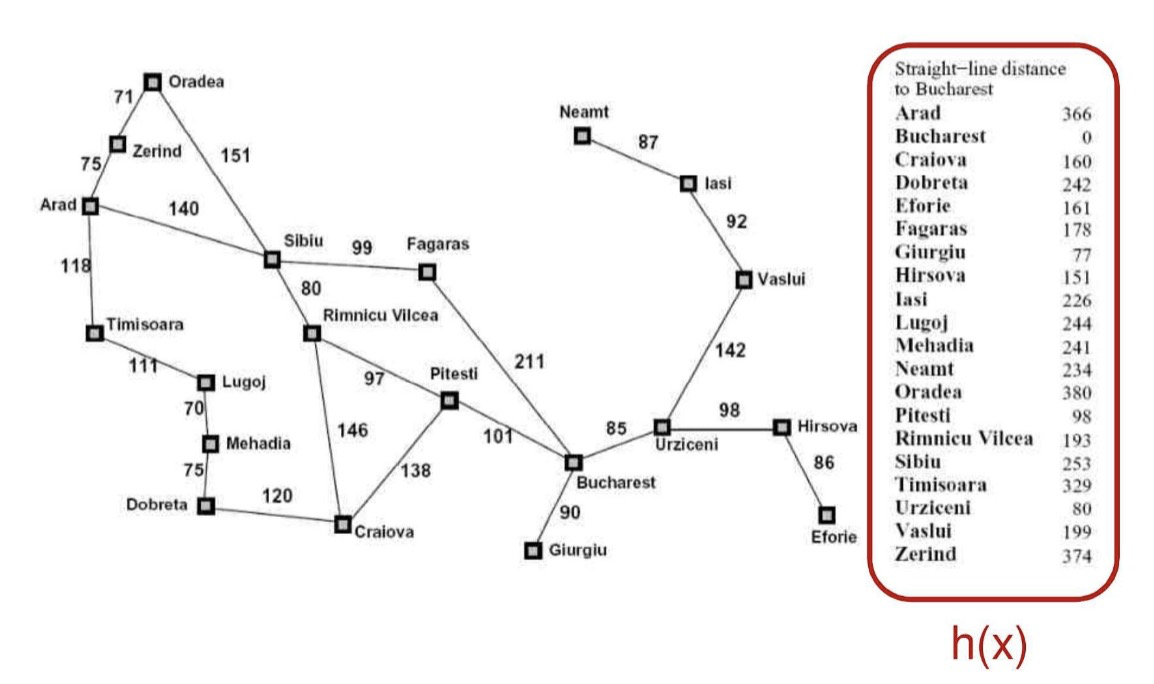 Oradea
71
Neamt
87
Zerind
151
75
Iasi
Arad
140
92
Sibiu
99
Fagaras
118
80
Vaslui
Timisoara
Rimnicu Vilcea
111
Lugoj
97
Pitesti
211
142
70
98
Mehadia
146
101
85
Hirsova
Urziceni
75
138
86
Bucharest
Dobreta
120
90
Craiova
Eforie
Giurgiu
Straight-line distance
to Bucharest
Arad 366
Bucharest 0
Craiova 160
Dobreta 242
Eforie 161
Fagaras 178
Giurgiu 77
Hirsova 151
Iasi 226
Lugoj 244
Mehadia 241
Neamt 234
Oradea 380
Pitesti 98
Rimnicu Vilcea 193
Sibiu 253
Timisoara 329
Urziceni 80
Vaslui 199
Zerind 374
h(x)